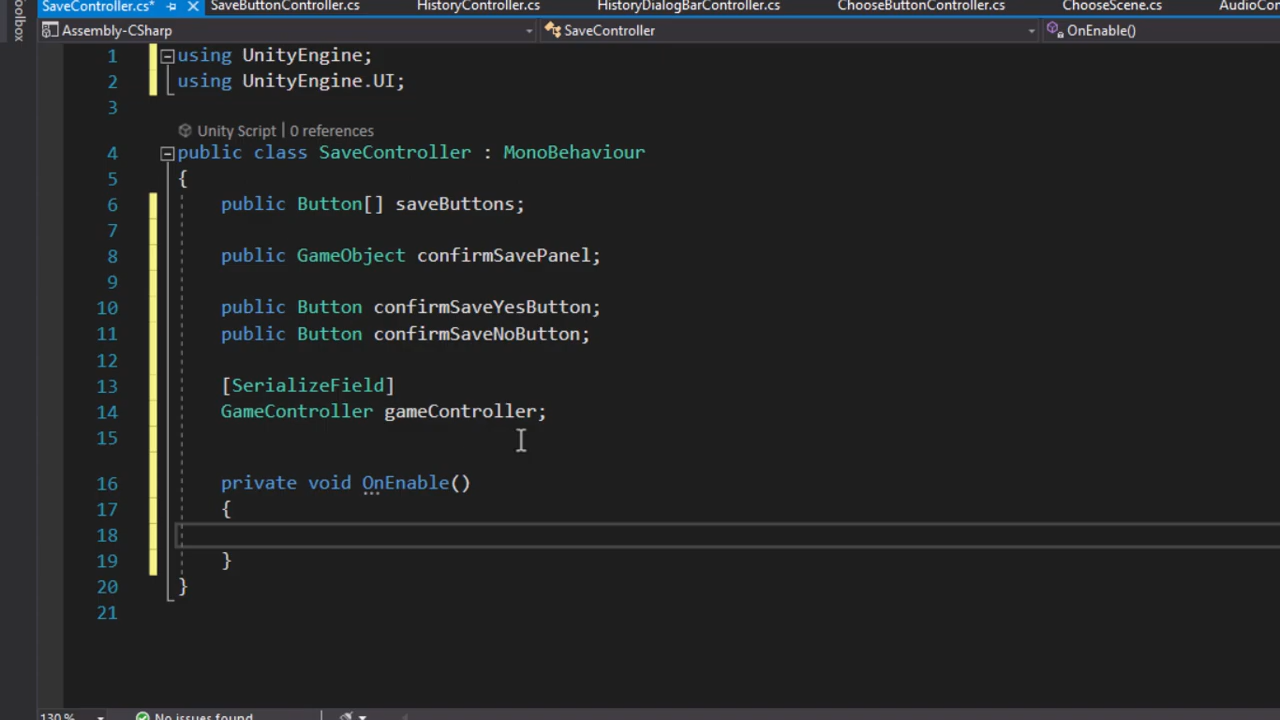 SaveController.cs* SaveButtonController.cs HistoryController.cs HistoryDialogBarController.cs ChooseButtonController.cs ChooseScene.cs
Toolbox
Assembly-CSharp SaveController OnEnable()
1 using UnityEngine;
2 using UnityEngine.UI;
3
Unity Script | 0 references
4 public class SaveController : MonoBehaviour
5 {
6 public Button[] saveButtons;
7
8 public GameObject confirmSavePanel;
9
10 public Button confirmSaveYesButton;
11 public Button confirmSaveNoButton;
12
13 [SerializeField]
14 GameController gameController;
15
16 private void OnEnable()
17 {
18
19 }
20 }
21
130 % No issues found